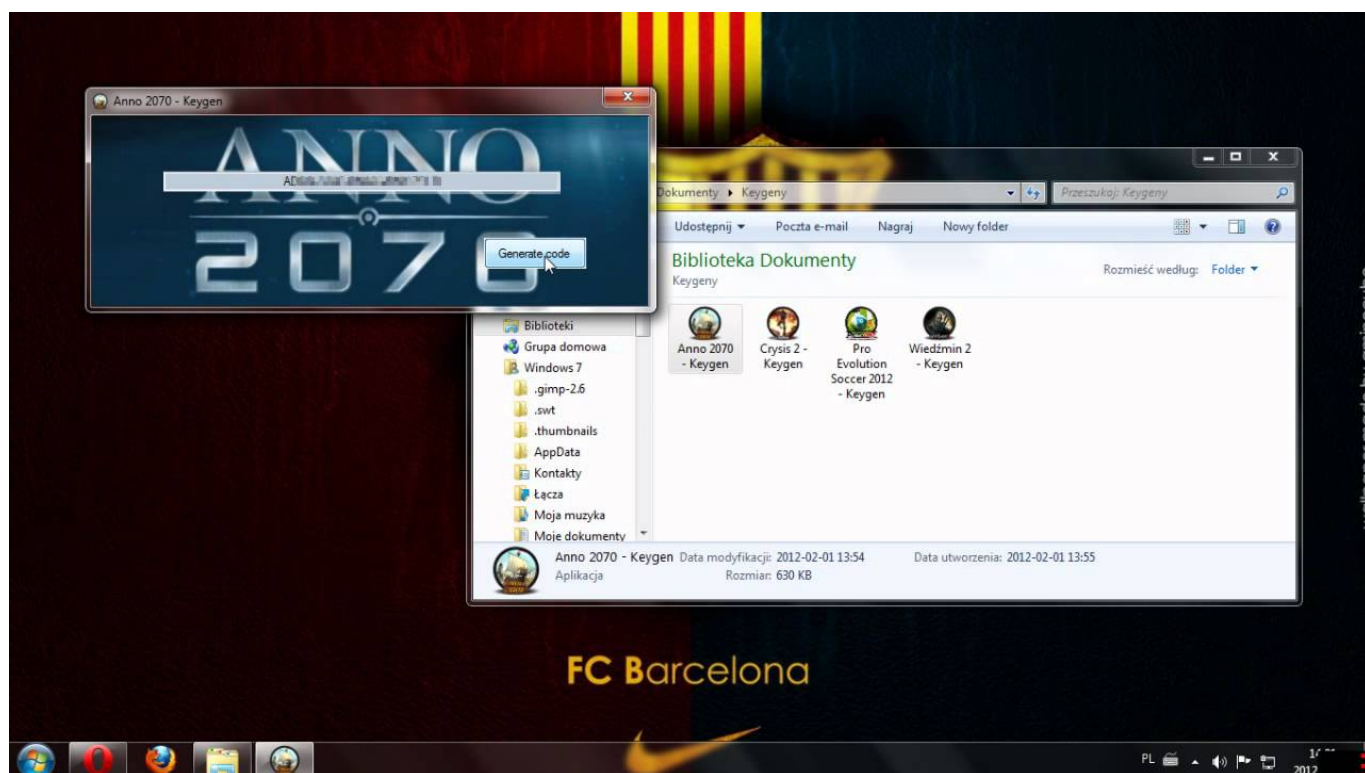 Anno 2070 - Keygen
ANNO
2070
Generate code
Dokumenty
Keygeny
Przeszukaj: Keygeny
Udostępnij
Poczta e-mail
Nagraj
Nowy folder
Biblioteka Dokumenty
Keygeny
Rozmieść według: Folder
Biblioteki
Grupa domowa
Windows 7
.gimp-2.6
.swt
.thumbnails
AppData
Kontakty
Łącza
Moja muzyka
Moje dokumenty
Anno 2070
- Keygen
Crysis 2 -
Keygen
Pro
Evolution
Soccer 2012
- Keygen
Wiedźmin 2
- Keygen
Anno 2070 - Keygen Data modyfikacji: 2012-02-01 13:54 Data utworzenia: 2012-02-01 13:55
Aplikacja Rozmiar: 630 KB
FC Barcelona
PL
2012